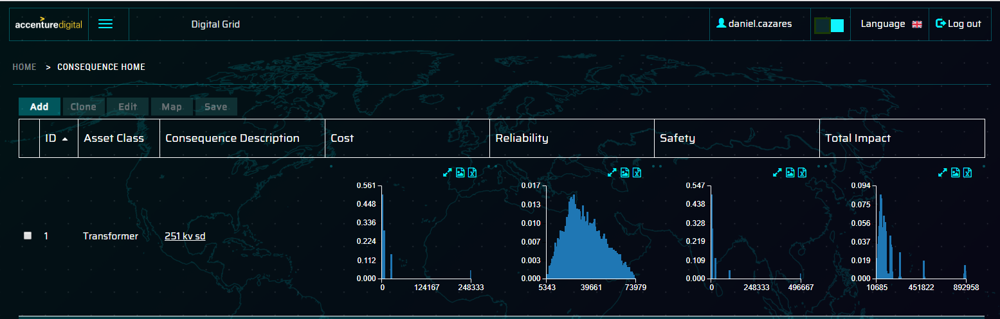 accenturedigital
Digital Grid
daniel.cazares
Language
Log out
HOME > CONSEQUENCE HOME
Add Clone Edit Map Save
ID Asset Class Consequence Description Cost Reliability Safety Total Impact
1 Transformer 251 kv sd
0.561
0.448
0.336
0.224
0.112
0.000
0 124167 248333
0.017
0.013
0.010
0.007
0.003
0.000
5343 39661 73979
0.547
0.438
0.328
0.219
0.109
0.000
0 248333 496667
0.094
0.075
0.056
0.037
0.019
0.000
10685 451822 892958